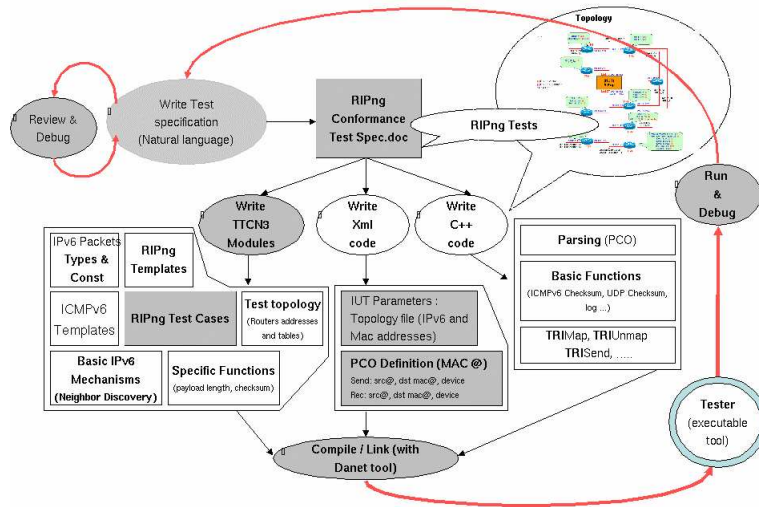 Topology
Review &
Debug
Write Test
specification
(Natural language)
RIPng
Conformance
Test Spec.doc
RIPng Tests
Run
&
Debug
Write
TTCN3
Modules
Write
Xml
code
Write
C++
code
IPv6 Packets
Types & Const
RIPng
Templates
ICMPv6
Templates
RIPng Test Cases
Test topology
(Routers addresses
and tables)
Basic IPv6
Mechanisms
(Neighbor Discovery)
Specific Functions
(payload length, checksum)
IUT Parameters :
Topology file (IPv6 and
Mac addresses)
PCO Definition (MAC @)
Send: src@, dst mac@, device
Rec: src@, dst mac@, device
Parsing (PCO)
Basic Functions
(ICMPv6 Checksum, UDP Checksum,
log ...)
TRIMap, TRIUnmap
TRISend, .....
Tester
(executable
tool)
Compile / Link (with
Danet tool)